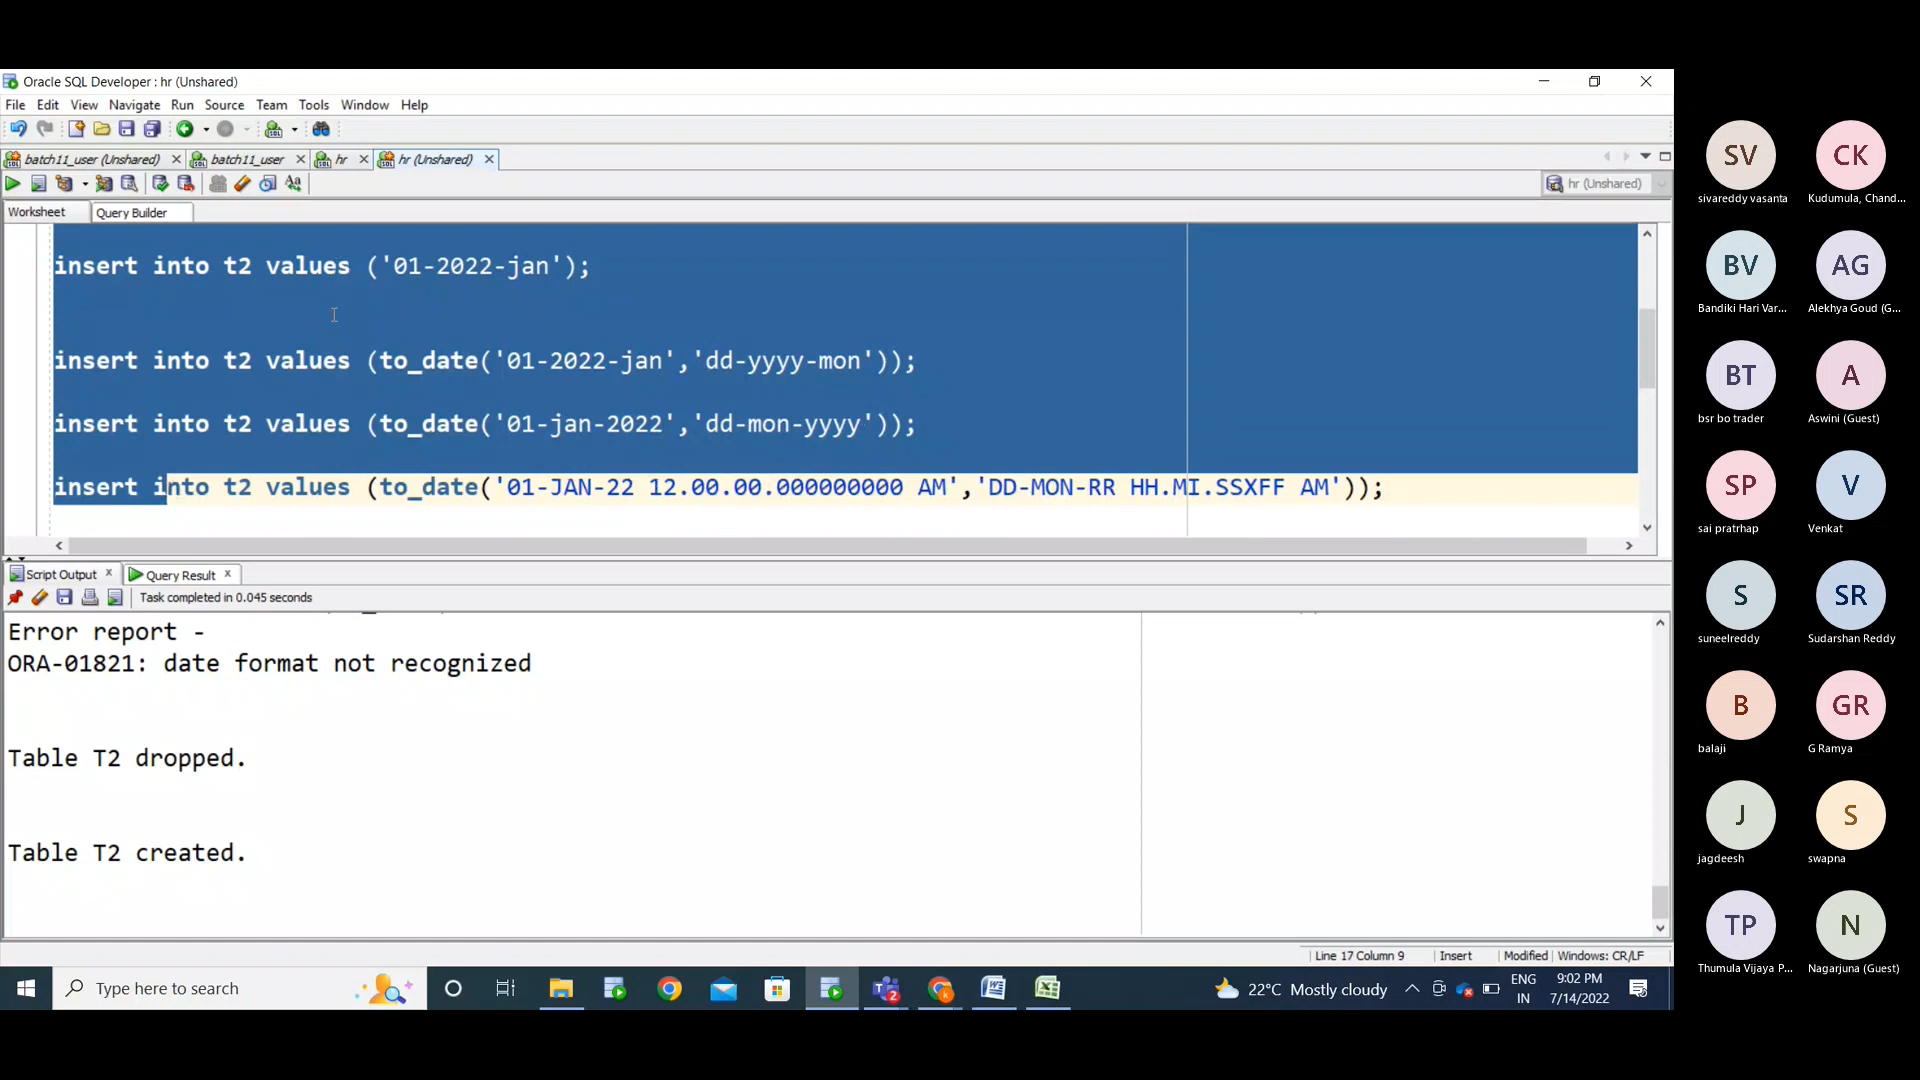 Oracle SQL Developer : hr (Unshared)
File Edit View Navigate Run Source Team Tools Window Help
batch11_user (Unshared) batch11_user hr hr (Unshared)
hr (Unshared)
Worksheet Query Builder
insert into t2 values ('01-2022-jan');
insert into t2 values (to_date('01-2022-jan','dd-yyyy-mon'));
insert into t2 values (to_date('01-jan-2022','dd-mon-yyyy'));
insert into t2 values (to_date('01-JAN-22 12.00.00.000000000 AM','DD-MON-RR HH.MI.SSXFF AM'));
Script Output Query Result
Task completed in 0.045 seconds
Error report -
ORA-01821: date format not recognized
Table T2 dropped.
Table T2 created.
Line 17 Column 9 Insert Modified Windows: CR/LF
Type here to search
2
22°C Mostly cloudy
ENG
IN
9:02 PM
7/14/2022
SV CK
sivareddy vasanta Kudumula, Chand...
BV AG
Bandiki Hari Var... Alekhya Goud (G...
BT A
bsr bo trader Aswini (Guest)
SP V
sai pratrhap Venkat
S SR
suneelreddy Sudarshan Reddy
B GR
balaji G Ramya
J S
jagdeesh swapna
TP N
Thumula Vijaya P... Nagarjuna (Guest)